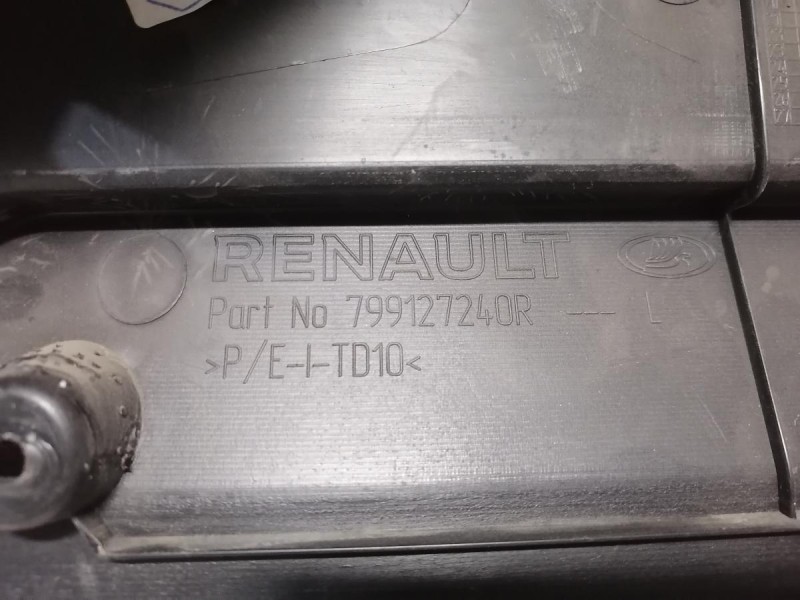 RENAULT
Part No 799127240R --- L
>P/E-I-TD10<